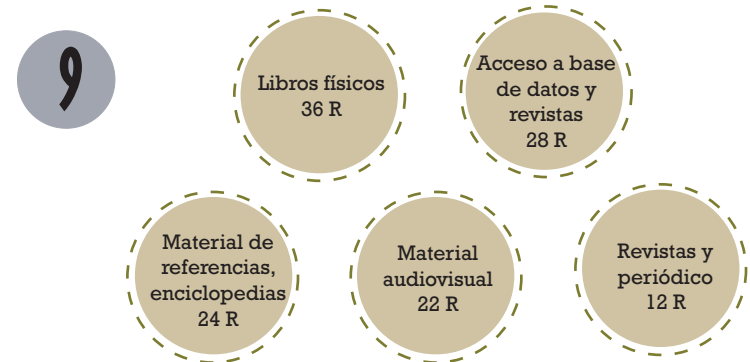 9
Libros físicos
36 R
Acceso a base
de datos y
revistas
28 R
Material de
referencias,
enciclopedias
24 R
Material
audiovisual
22 R
Revistas y
periódico
12 R